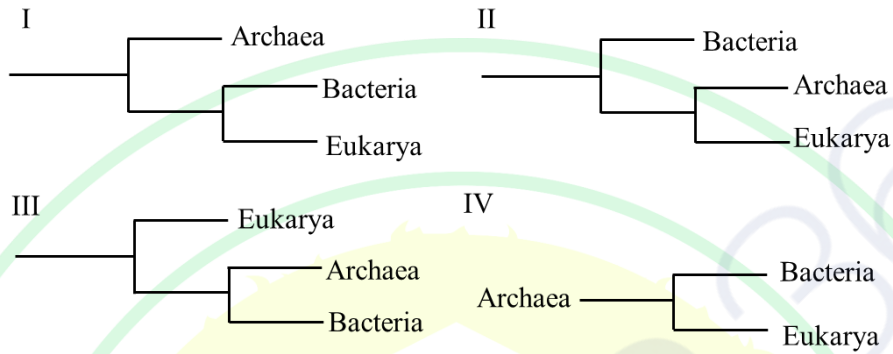 I
Archaea
Bacteria
Eukarya
II
Bacteria
Archaea
Eukarya
III
Eukarya
Archaea
Bacteria
IV
Archaea
Bacteria
Eukarya